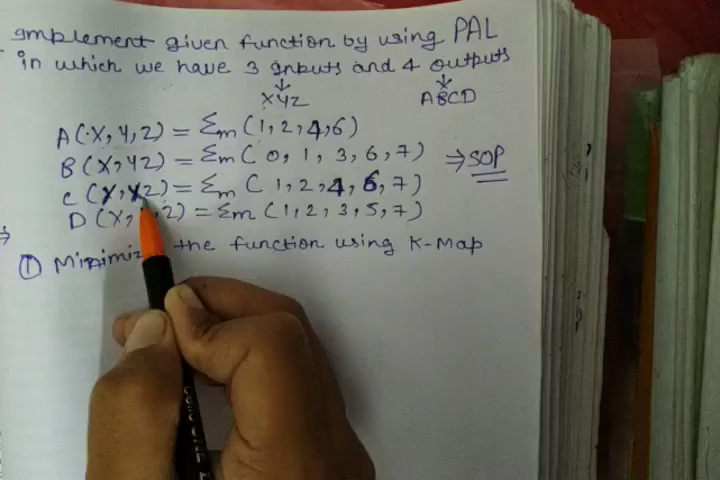 Implement given function by using PAL
in which we have 3 inputs and 4 outputs
XYZ ABCD
A(X,Y,Z) = Σm (1,2,4,6)
B(X,YZ) = Σm (0,1,3,6,7) ⇒ SOP
C(X,YZ) = Σm (1,2,4,6,7)
D(X, ,Z) = Σm (1,2,3,5,7)
① the function using K-Map